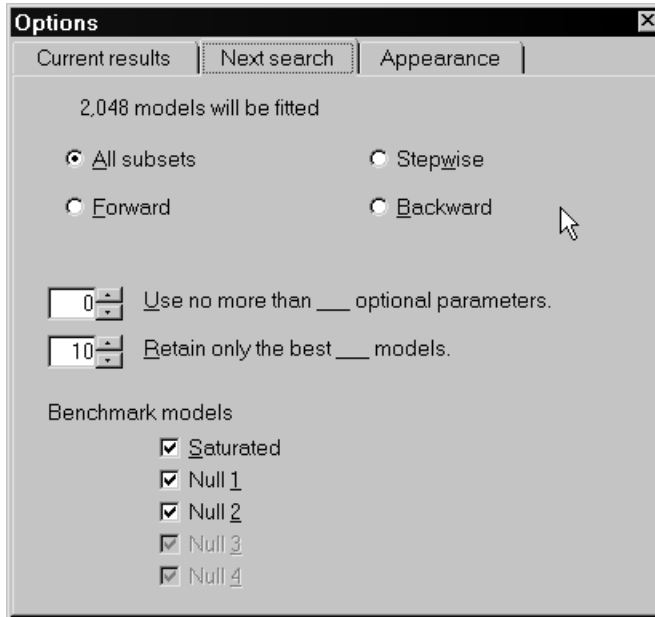 Options
Current results Next search Appearance
2,048 models will be fitted
All subsets Stepwise
Forward Backward
0 Use no more than ___ optional parameters.
10 Retain only the best ___ models.
Benchmark models
Saturated
Null 1
Null 2
Null 3
Null 4